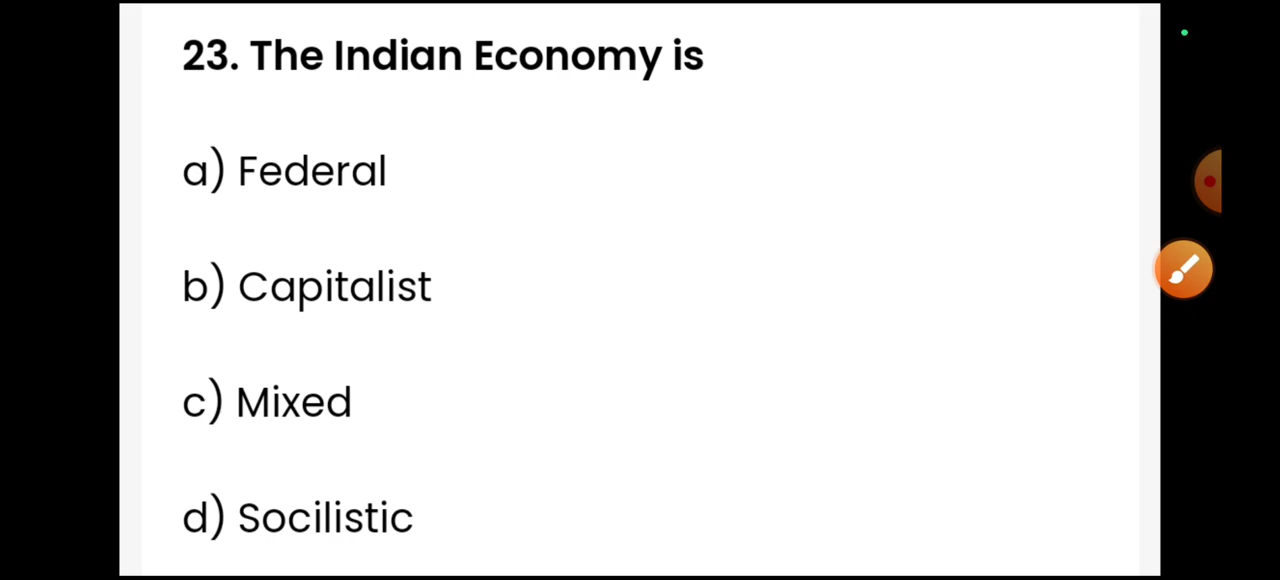 23. The Indian Economy is
a) Federal
b) Capitalist
c) Mixed
d) Socilistic